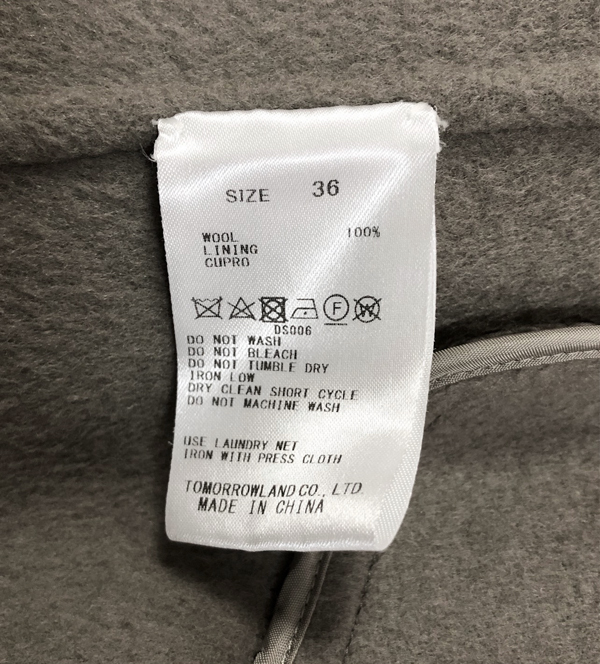 SIZE 36
WOOL 100%
LINING
CUPRO
F W
DS006
DO NOT WASH
DO NOT BLEACH
DO NOT TUMBLE DRY
IRON LOW
DRY CLEAN SHORT CYCLE
DO NOT MACHINE WASH
USE LAUNDRY NET
IRON WITH PRESS CLOTH
TOMORROWLAND CO., LTD.
MADE IN CHINA